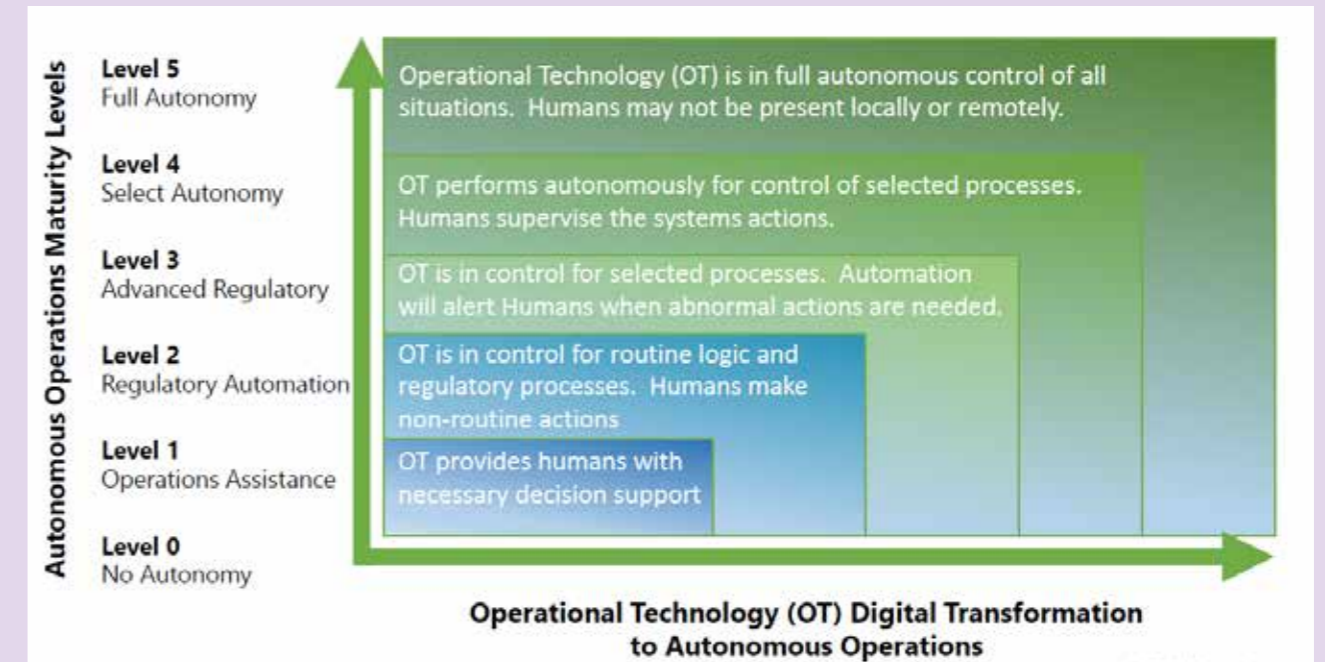 Autonomous Operations Maturity Levels
Level 5
Full Autonomy
Operational Technology (OT) is in full autonomous control of all
situations. Humans may not be present locally or remotely.
Level 4
Select Autonomy
OT performs autonomously for control of selected processes.
Humans supervise the systems actions.
Level 3
Advanced Regulatory
OT is in control for selected processes. Automation
will alert Humans when abnormal actions are needed.
Level 2
Regulatory Automation
OT is in control for routine logic and
regulatory processes. Humans make
non-routine actions
Level 1
Operations Assistance
OT provides humans with
necessary decision support
Level 0
No Autonomy
Operational Technology (OT) Digital Transformation
to Autonomous Operations